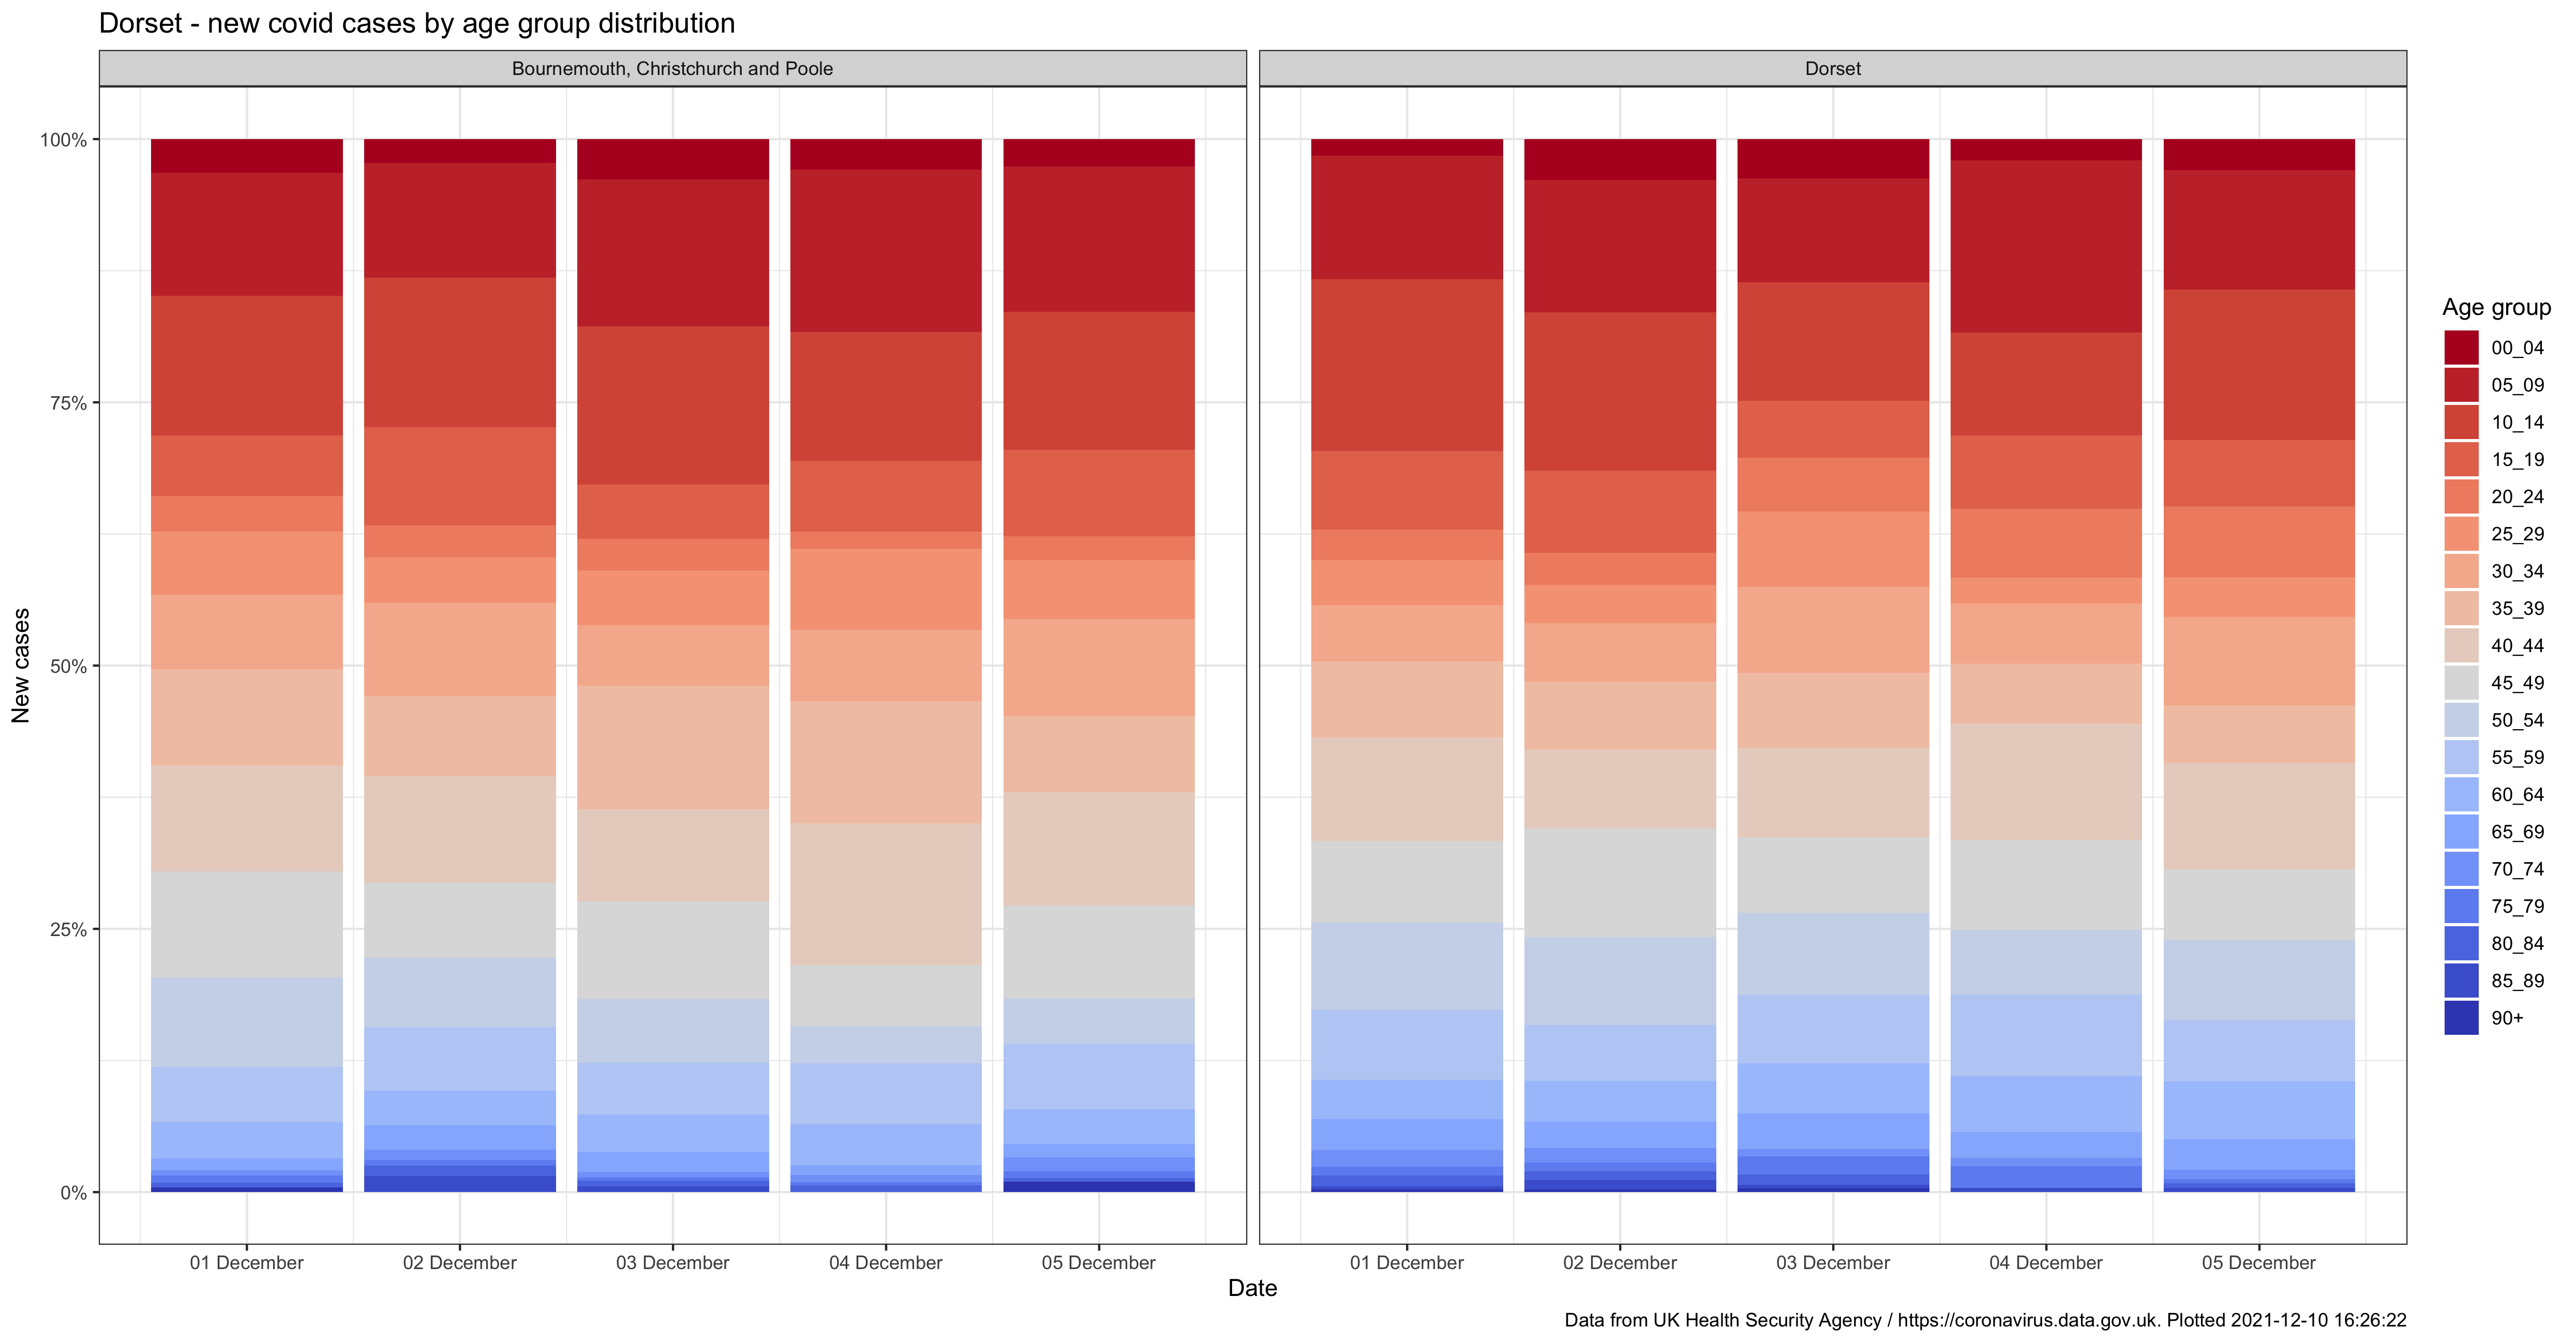 Dorset - new covid cases by age group distribution
Bournemouth, Christchurch and Poole
Dorset
New cases
100%
75%
50%
25%
0%
01 December
02 December
03 December
04 December
05 December
01 December
02 December
03 December
04 December
05 December
Date
Age group
00_04
05_09
10_14
15_19
20_24
25_29
30_34
35_39
40_44
45_49
50_54
55_59
60_64
65_69
70_74
75_79
80_84
85_89
90+
Data from UK Health Security Agency / https://coronavirus.data.gov.uk. Plotted 2021-12-10 16:26:22